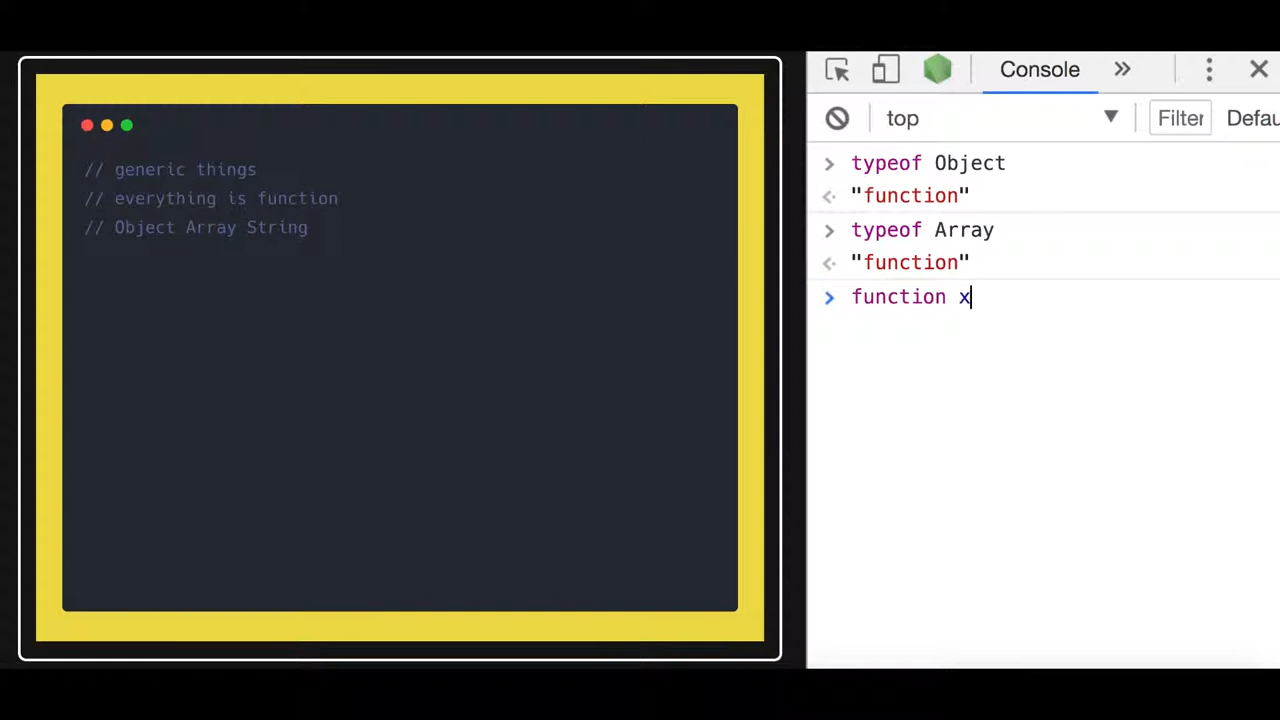 // generic things
// everything is function
// Object Array String
Console »
top ▼ Filter Defau
> typeof Object
<· "function"
> typeof Array
<· "function"
> function x